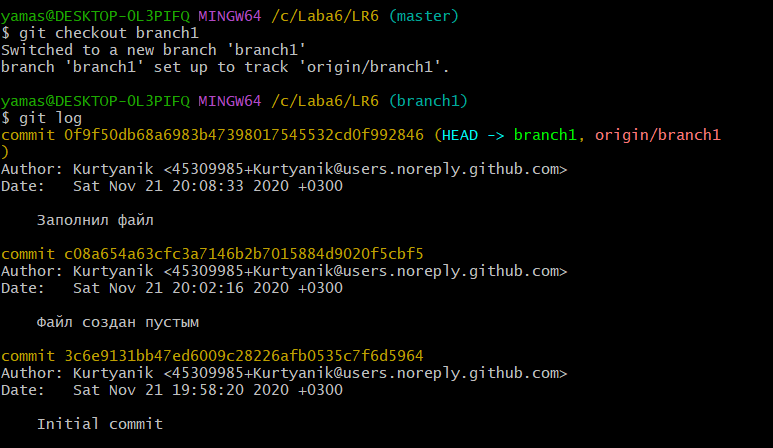 yamas@DESKTOP-0L3PIFQ MINGW64 /c/Laba6/LR6 (master)
$ git checkout branch1
Switched to a new branch 'branch1'
branch 'branch1' set up to track 'origin/branch1'.
yamas@DESKTOP-0L3PIFQ MINGW64 /c/Laba6/LR6 (branch1)
$ git log
commit 0f9f50db68a6983b47398017545532cd0f992846 (HEAD -> branch1, origin/branch1
)
Author: Kurtyanik <45309985+Kurtyanik@users.noreply.github.com>
Date:   Sat Nov 21 20:08:33 2020 +0300
Заполнил файл
commit c08a654a63cfc3a7146b2b7015884d9020f5cbf5
Author: Kurtyanik <45309985+Kurtyanik@users.noreply.github.com>
Date:   Sat Nov 21 20:02:16 2020 +0300
Файл создан пустым
commit 3c6e9131bb47ed6009c28226afb0535c7f6d5964
Author: Kurtyanik <45309985+Kurtyanik@users.noreply.github.com>
Date:   Sat Nov 21 19:58:20 2020 +0300
Initial commit